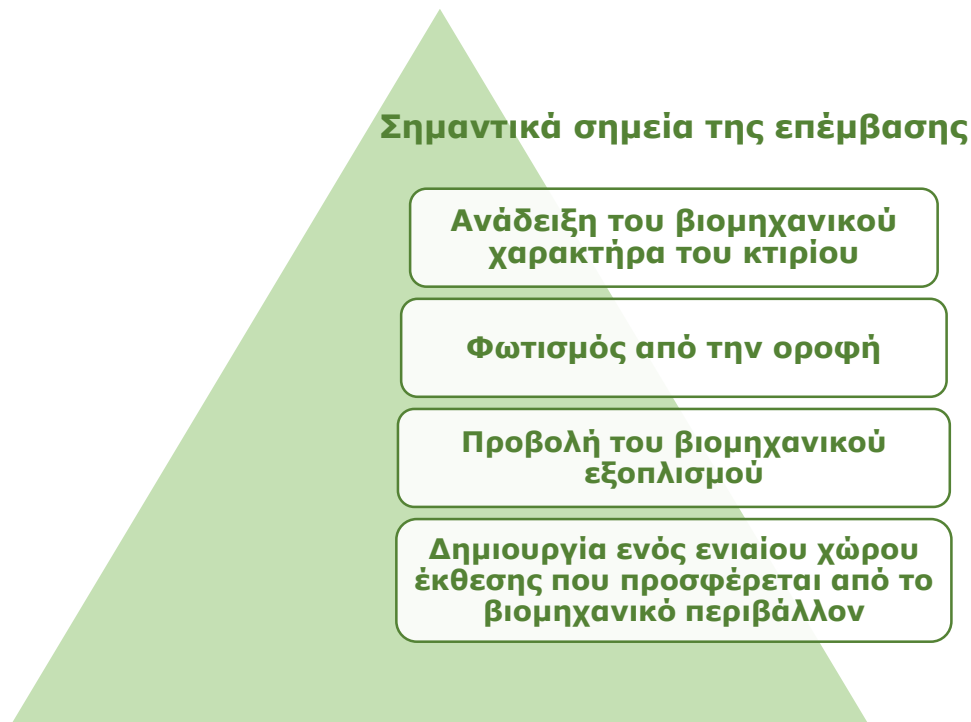 Σημαντικά σημεία της επέμβασης
Ανάδειξη του βιομηχανικού
χαρακτήρα του κτιρίου
Φωτισμός από την οροφή
Προβολή του βιομηχανικού
εξοπλισμού
Δημιουργία ενός ενιαίου χώρου
έκθεσης που προσφέρεται από το
βιομηχανικό περιβάλλον